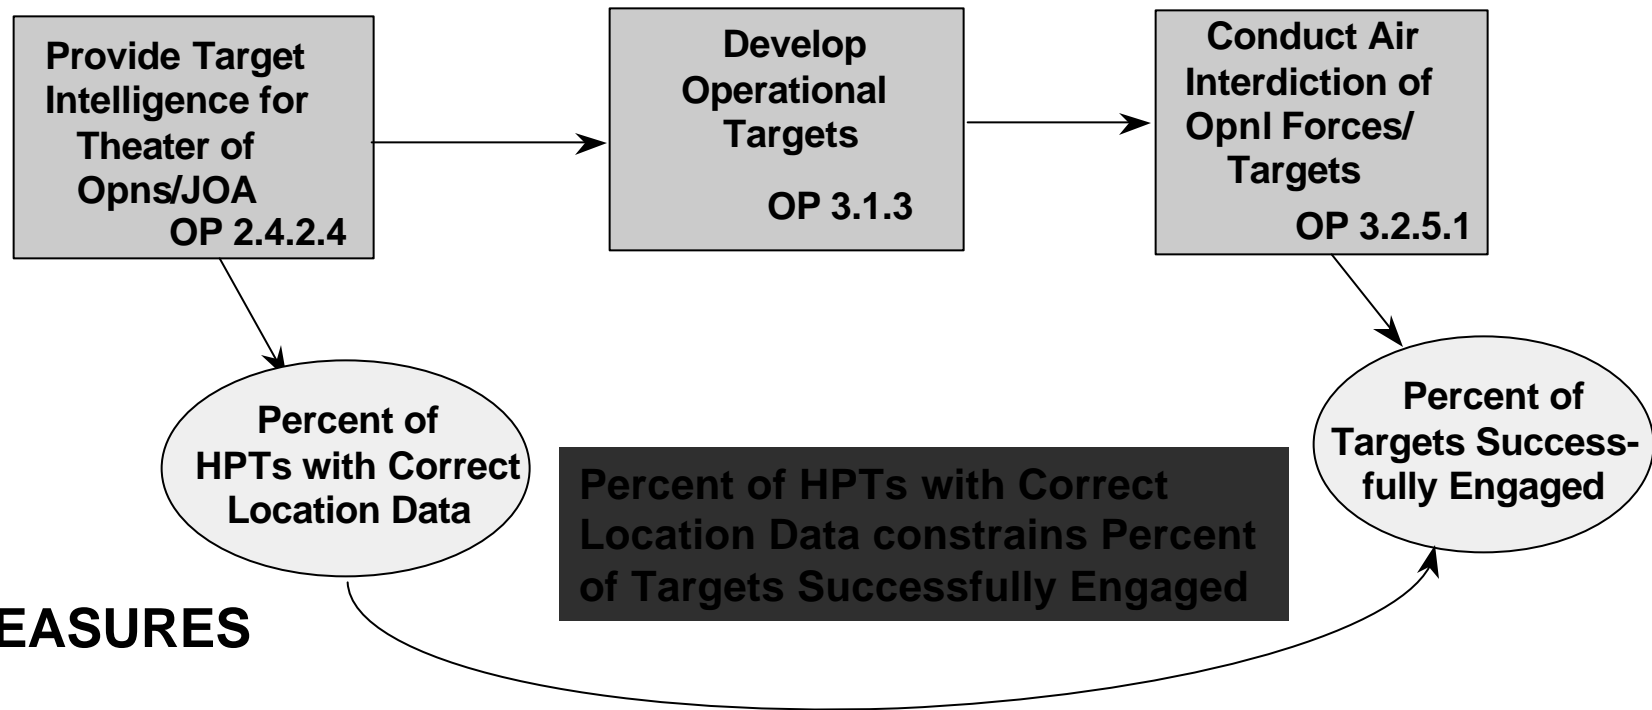 Provide Target
Intelligence for
Theater of
Opns/JOA
OP 2.4.2.4
Develop
Operational
Targets
OP 3.1.3
Conduct Air
Interdiction of
Opnl Forces/
Targets
OP 3.2.5.1
Percent of
HPTs with Correct
Location Data
Percent of HPTs with Correct
Location Data constrains Percent
of Targets Successfully Engaged
Percent of
Targets Success-
fully Engaged
EASURES